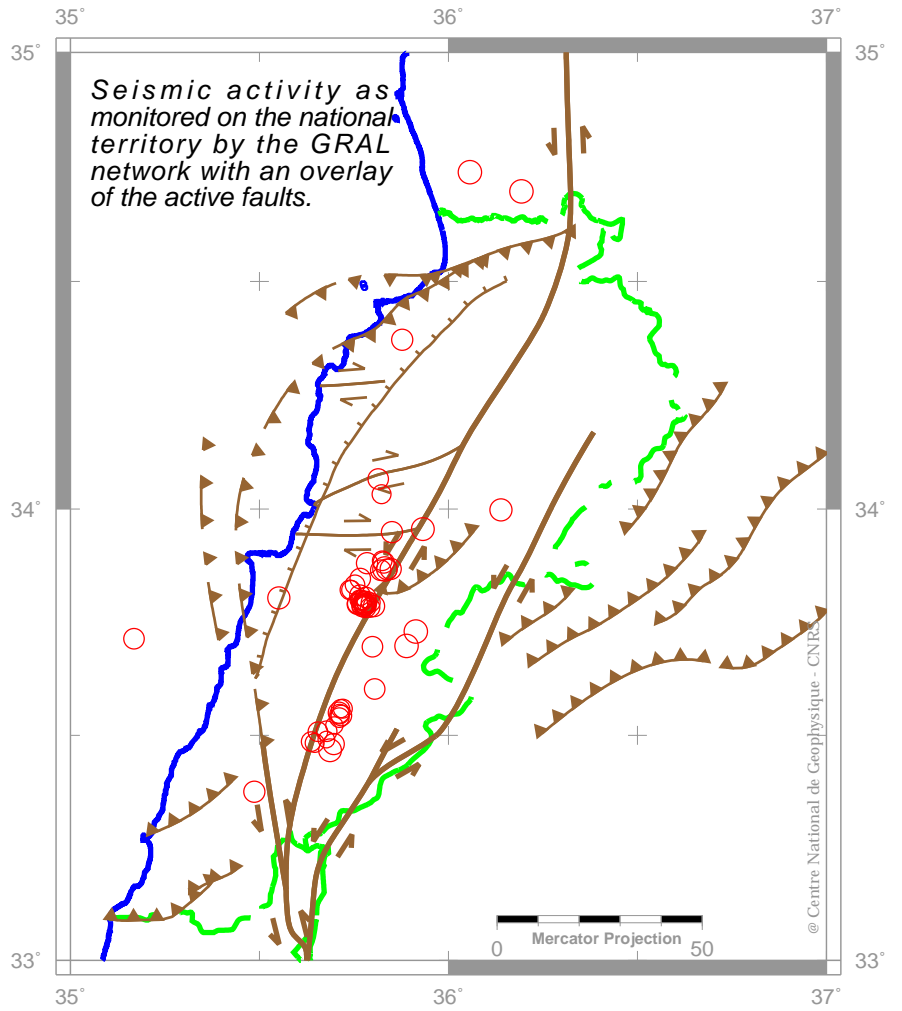 35°
36°
37°
35°
35°
Seismic activity as
monitored on the national
territory by the GRAL
network with an overlay
of the active faults.
34°
34°
@ Centre National de Geophysique - CNRS
Mercator Projection
0
50
33°
33°
35°
36°
37°